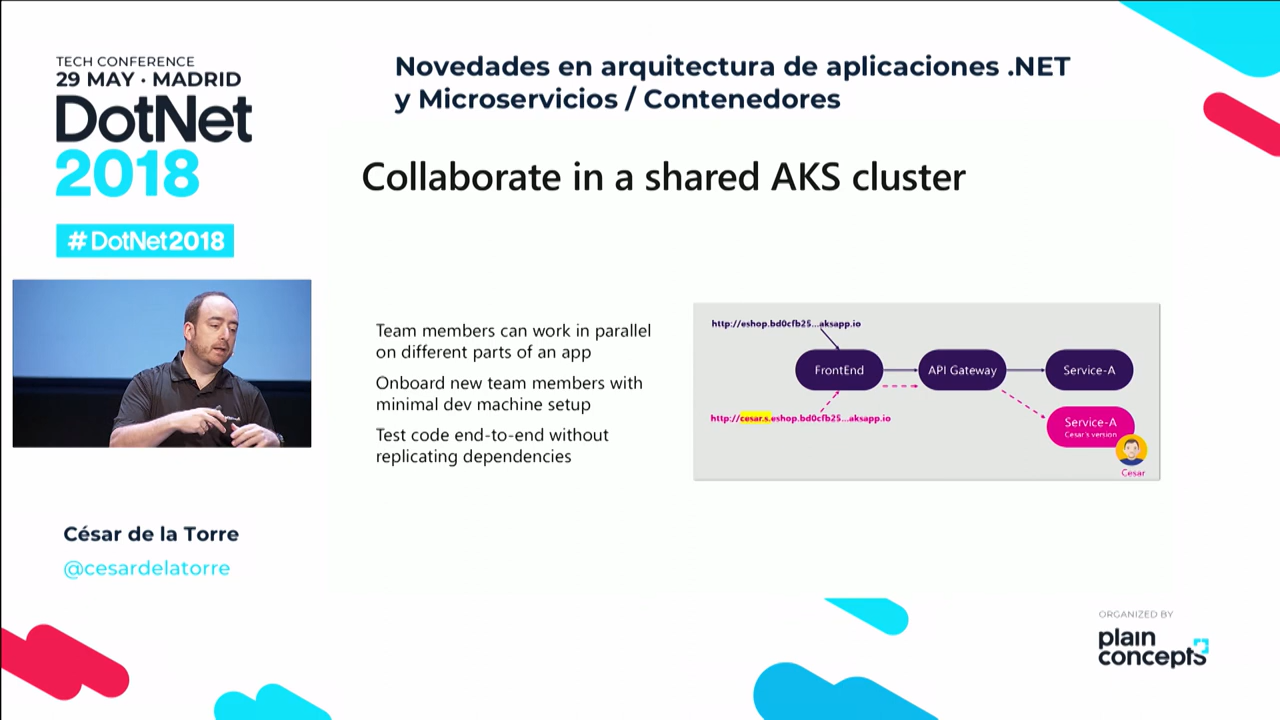 TECH CONFERENCE
29 MAY · MADRID
DotNet
2018
#DotNet2018
Novedades en arquitectura de aplicaciones .NET
y Microservicios / Contenedores
Collaborate in a shared AKS cluster
Team members can work in parallel
on different parts of an app
Onboard new team members with
minimal dev machine setup
Test code end-to-end without
replicating dependencies
http://eshop.bd0cfb25...aksapp.io
FrontEnd
API Gateway
Service-A
http://cesar.s.eshop.bd0cfb25...aksapp.io
Service-A
Cesar's version
Cesar
César de la Torre
@cesardelatorre
ORGANIZED BY
plain
concepts